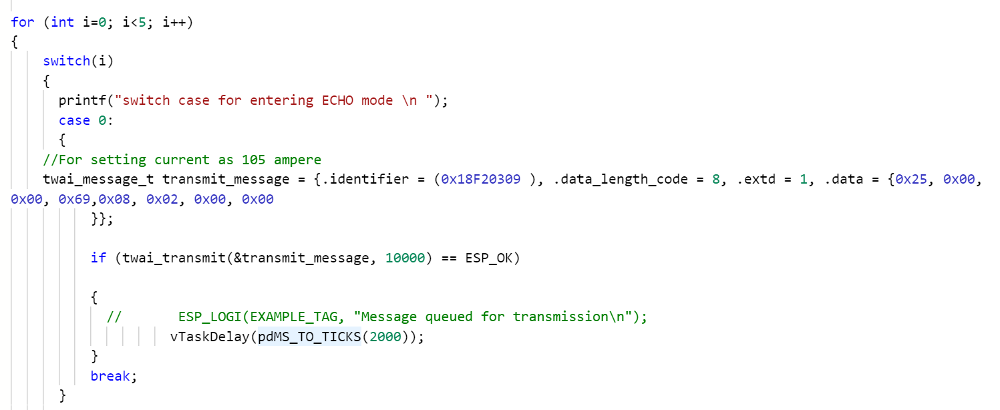 for (int i=0; i<5; i++)
{
switch(i)
{
printf("switch case for entering ECHO mode \n ");
case 0:
{
//For setting current as 105 ampere
twai_message_t transmit_message = {.identifier = (0x18F20309 ), .data_length_code = 8, .extd = 1, .data = {0x25, 0x00,
0x00, 0x69,0x08, 0x02, 0x00, 0x00
}};
if (twai_transmit(&transmit_message, 10000) == ESP_OK)
{
//       ESP_LOGI(EXAMPLE_TAG, "Message queued for transmission\n");
vTaskDelay(pdMS_TO_TICKS(2000));
}
break;
}